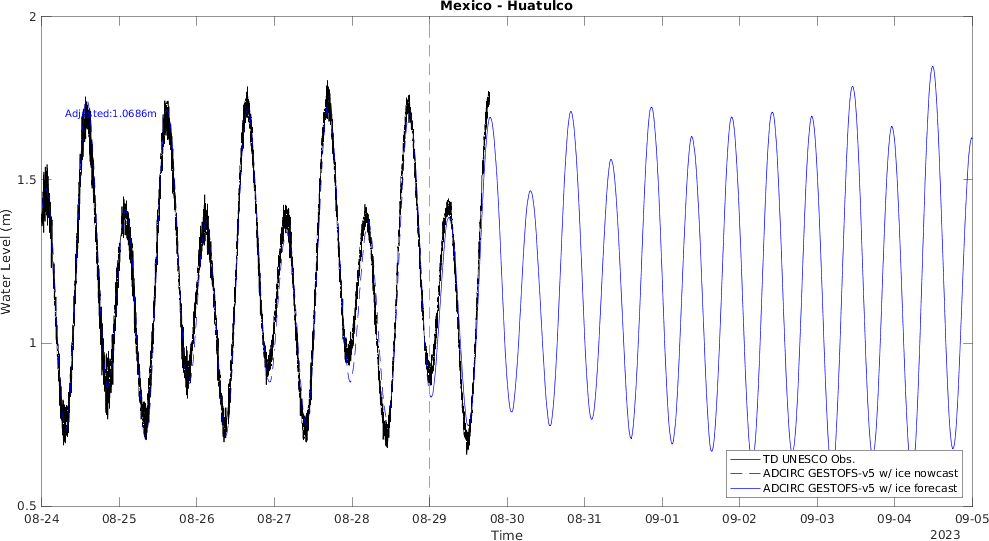 Mexico - Huatulco
2
1.5
1
0.5
Water Level (m)
Adjusted:1.0686m
TD UNESCO Obs.
ADCIRC GESTOFS-v5 w/ ice nowcast
ADCIRC GESTOFS-v5 w/ ice forecast
08-24 08-25 08-26 08-27 08-28 08-29 08-30 08-31 09-01 09-02 09-03 09-04 09-05
Time
2023